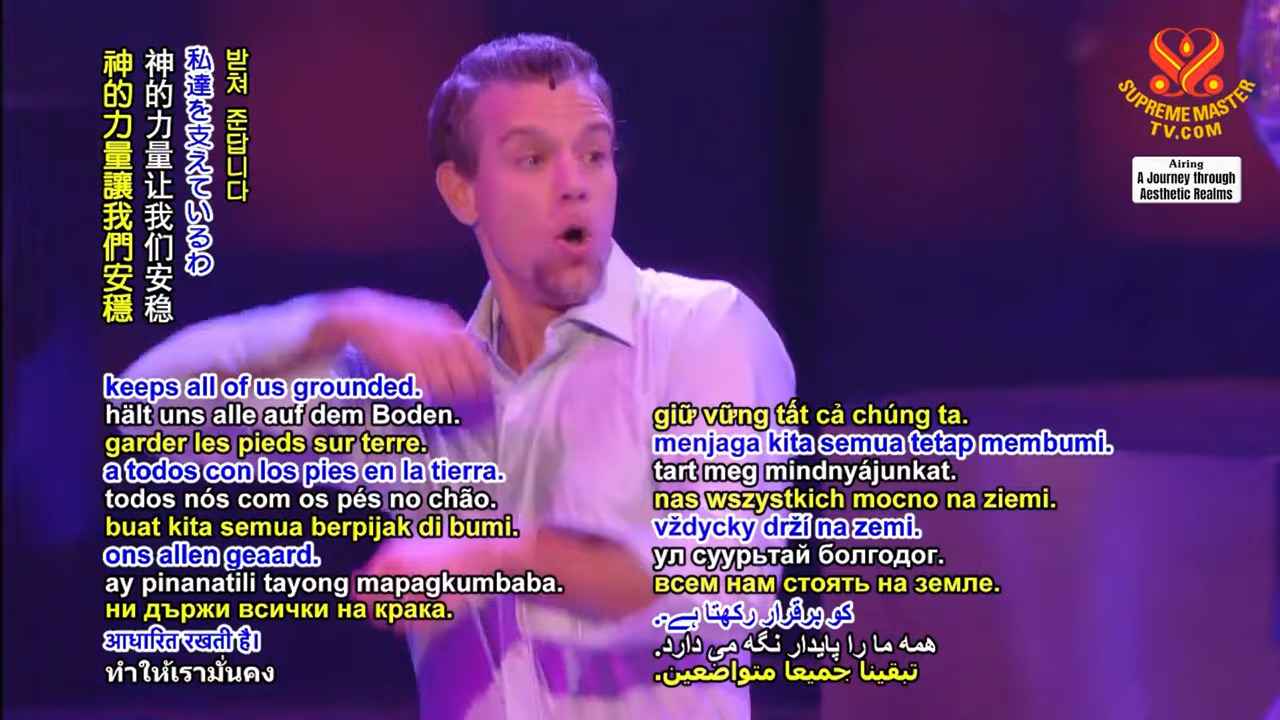 밭쳐 준답니다
私達を支えているわ
神的力量让我们安稳
神的力量讓我們安穩
SUPREME MASTER
TV.COM
Airing
A Journey through
Aesthetic Realms
keeps all of us grounded.
hält uns alle auf dem Boden.
garder les pieds sur terre.
a todos con los pies en la tierra.
todos nós com os pés no chão.
buat kita semua berpijak di bumi.
ons allen geaard.
ay pinanatili tayong mapagkumbaba.
ни държи всички на крака.
आधारित रखती है।
ทำให้เรามั่นคง
giữ vững tất cả chúng ta.
menjaga kita semua tetap membumi.
tart meg mindnyájunkat.
nas wszystkich mocno na ziemi.
vždycky drží na zemi.
ул суурьтай болгодог.
всем нам стоять на земле.
کو برقرار رکھتا ہے-.
همه ما را پایدار نگه می دارد.
تبقينا جميعا متواضعين.